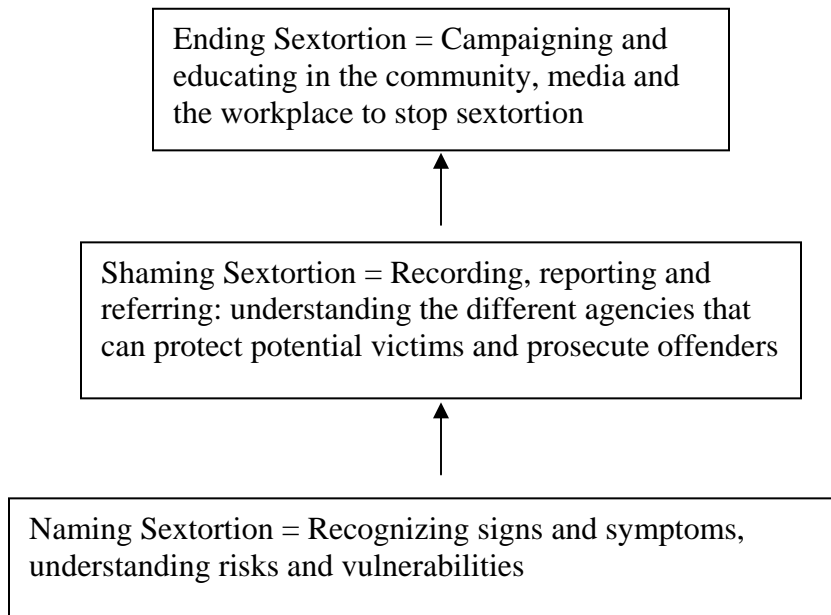 Ending Sextortion = Campaigning and
educating in the community, media and
the workplace to stop sextortion
Shaming Sextortion = Recording, reporting and
referring: understanding the different agencies that
can protect potential victims and prosecute offenders
Naming Sextortion = Recognizing signs and symptoms,
understanding risks and vulnerabilities